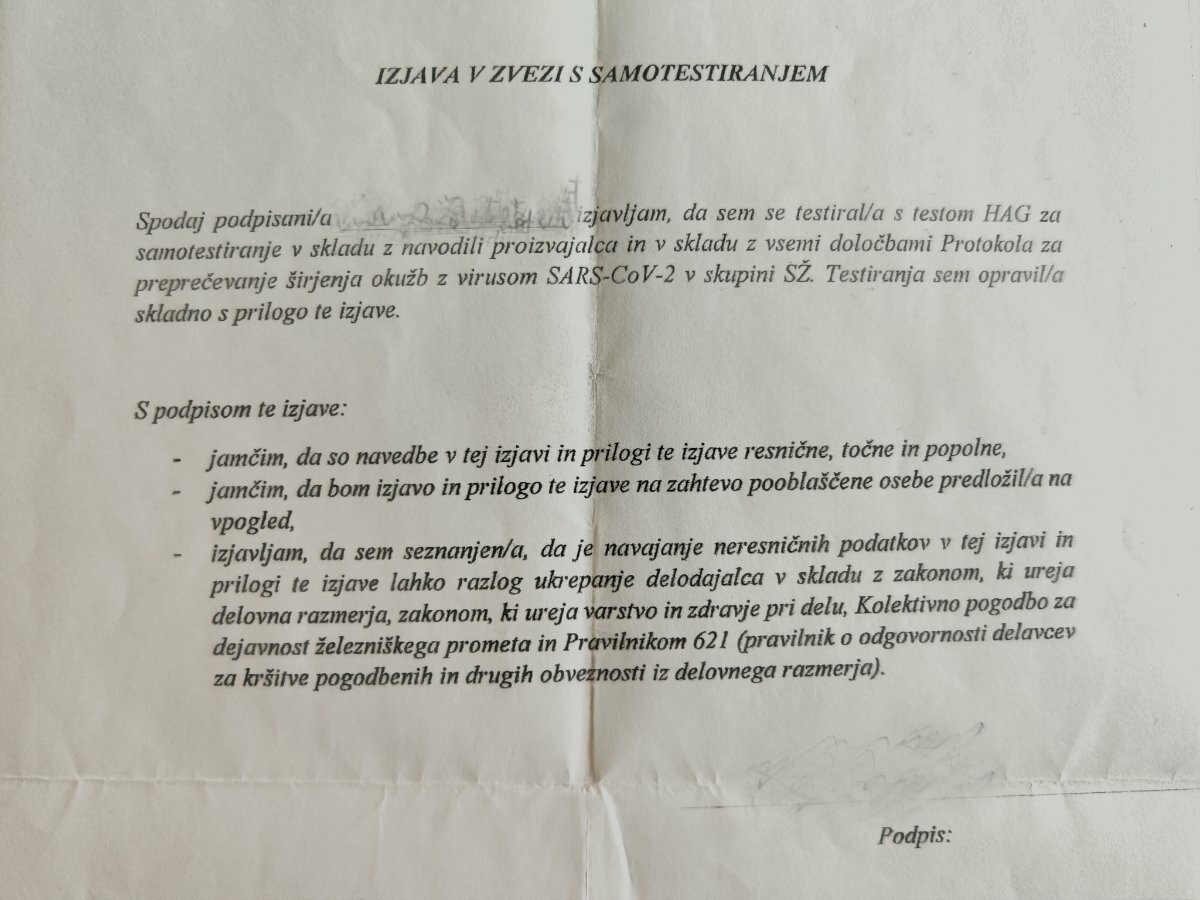 IZJAVA V ZVEZI S SAMOTESTIRANJEM
Spodaj podpisani/a izjavljam, da sem se testiral/a s testom HAG za
samotestiranje v skladu z navodili proizvajalca in v skladu z vsemi določbami Protokola za
preprečevanje širjenja okužb z virusom SARS-CoV-2 v skupini SŽ. Testiranja sem opravil/a
skladno s prilogo te izjave.
S podpisom te izjave:
- jamčim, da so navedbe v tej izjavi in prilogi te izjave resnične, točne in popolne,
- jamčim, da bom izjavo in prilogo te izjave na zahtevo pooblaščene osebe predložil/a na
vpogled,
- izjavljam, da sem seznanjen/a, da je navajanje neresničnih podatkov v tej izjavi in
prilogi te izjave lahko razlog ukrepanje delodajalca v skladu z zakonom, ki ureja
delovna razmerja, zakonom, ki ureja varstvo in zdravje pri delu, Kolektivno pogodbo za
dejavnost železniškega prometa in Pravilnikom 621 (pravilnik o odgovornosti delavcev
za kršitve pogodbenih in drugih obveznosti iz delovnega razmerja).
Podpis: